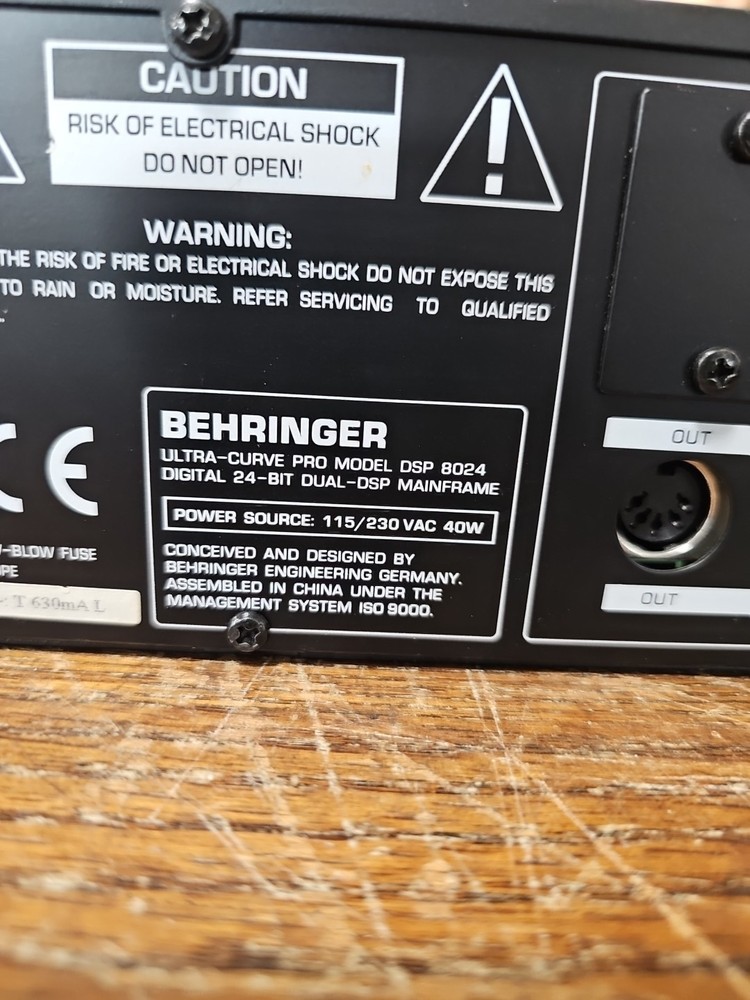 CAUTION
RISK OF ELECTRICAL SHOCK
DO NOT OPEN!
!
WARNING:
THE RISK OF FIRE OR ELECTRICAL SHOCK DO NOT EXPOSE THIS
TO RAIN OR MOISTURE. REFER SERVICING TO QUALIFIED
CE
-BLOW FUSE
T 630mA L
BEHRINGER
ULTRA-CURVE PRO MODEL DSP 8024
DIGITAL 24-BIT DUAL-DSP MAINFRAME
POWER SOURCE: 115/230 VAC 40W
CONCEIVED AND DESIGNED BY
BEHRINGER ENGINEERING GERMANY.
ASSEMBLED IN CHINA UNDER THE
MANAGEMENT SYSTEM ISO 9000.
OUT
OUT